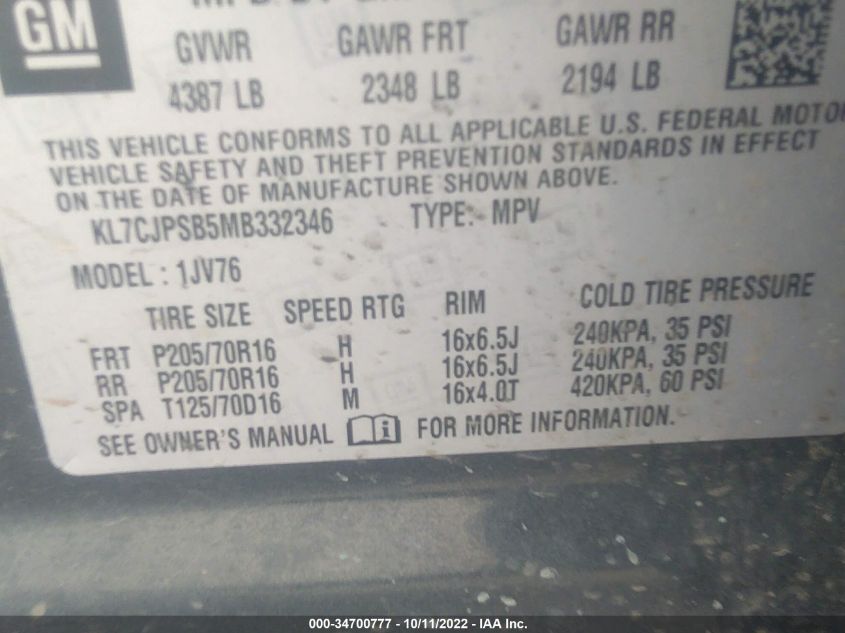 GM
GVWR GAWR FRT GAWR RR
4387 LB 2348 LB 2194 LB
THIS VEHICLE CONFORMS TO ALL APPLICABLE U.S. FEDERAL MOTOR
VEHICLE SAFETY AND THEFT PREVENTION STANDARDS IN EFFECT
ON THE DATE OF MANUFACTURE SHOWN ABOVE.
KL7CJPSB5MB332346 TYPE: MPV
MODEL : 1JV76
TIRE SIZE SPEED RTG RIM COLD TIRE PRESSURE
FRT P205/70R16 H 16x6.5J 240KPA, 35 PSI
RR P205/70R16 H 16x6.5J 240KPA, 35 PSI
SPA T125/70D16 M 16x4.0T 420KPA, 60 PSI
SEE OWNER'S MANUAL i FOR MORE INFORMATION.
000-34700777 - 10/11/2022 - IAA Inc.